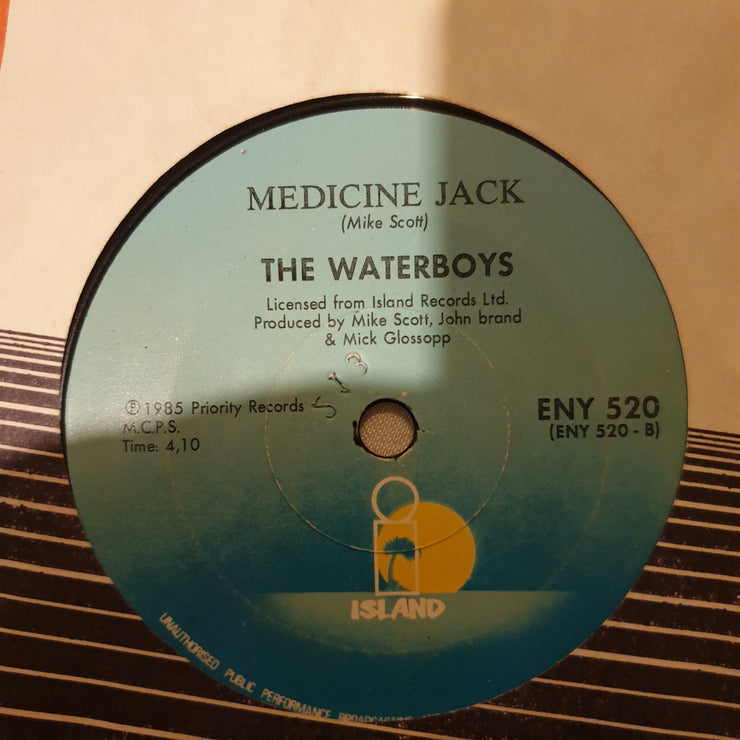 MEDICINE JACK
(Mike Scott)
THE WATERBOYS
Licensed from Island Records Ltd.
Produced by Mike Scott, John brand
& Mick Glossopp
513
℗1985 Priority Records
M.C.P.S.
Time: 4,10
ENY 520
(ENY 520 - B)
ISLAND
UNAUTHORISED PUBLIC PERFORMANCE